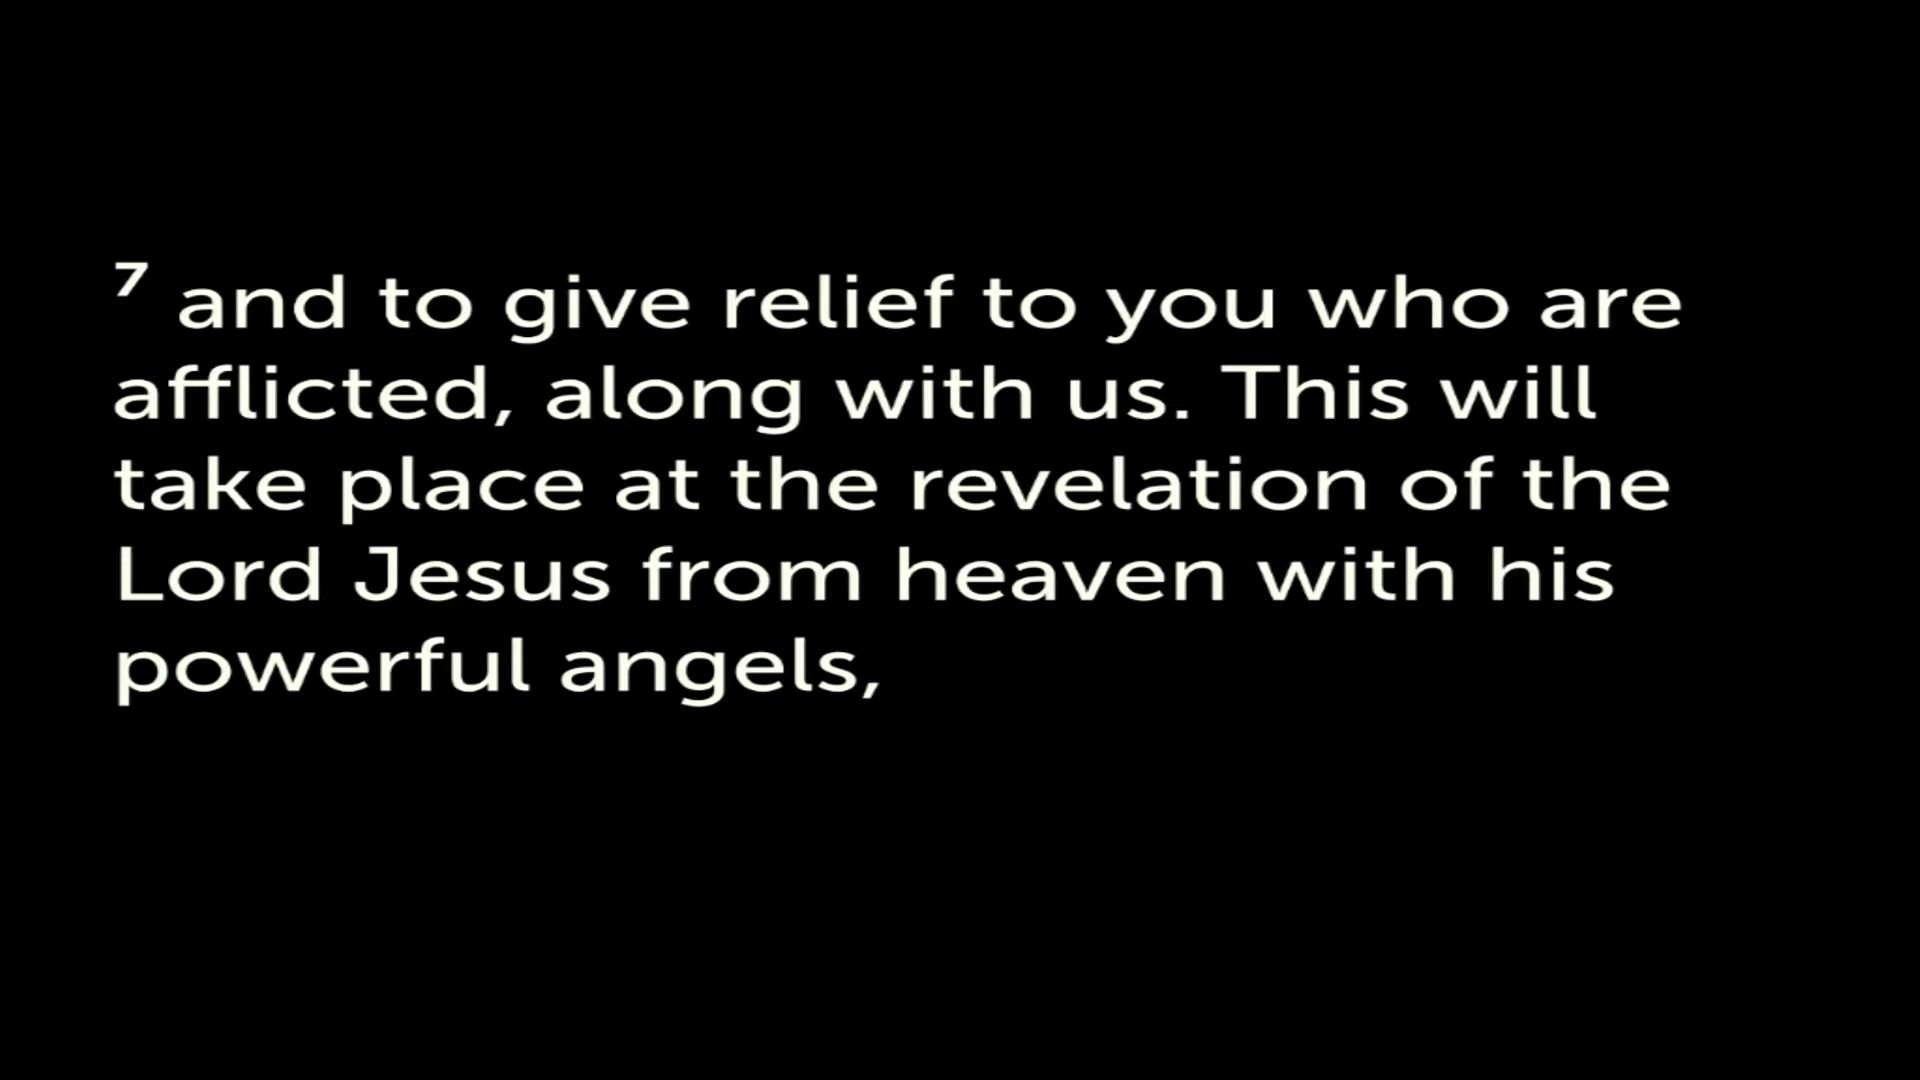 ⁷ and to give relief to you who are
afflicted, along with us. This will
take place at the revelation of the
Lord Jesus from heaven with his
powerful angels,